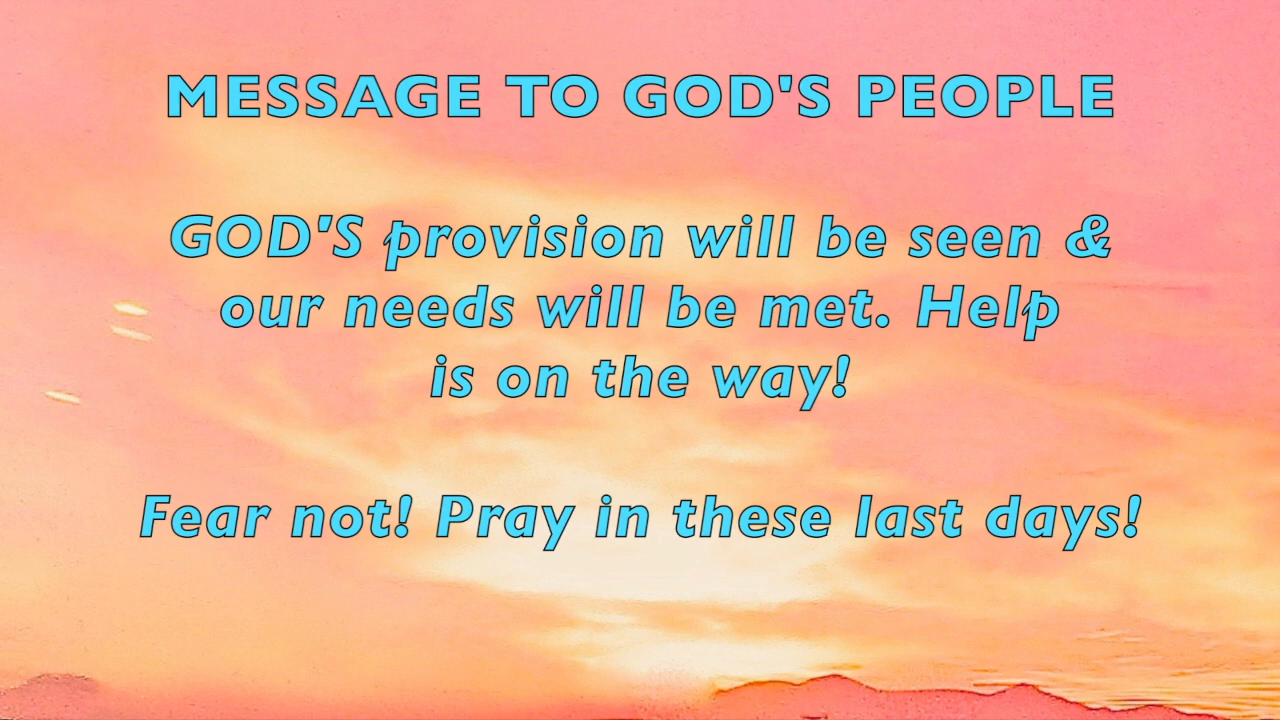 MESSAGE TO GOD'S PEOPLE
GOD'S provision will be seen &
our needs will be met. Help
is on the way!
Fear not! Pray in these last days!